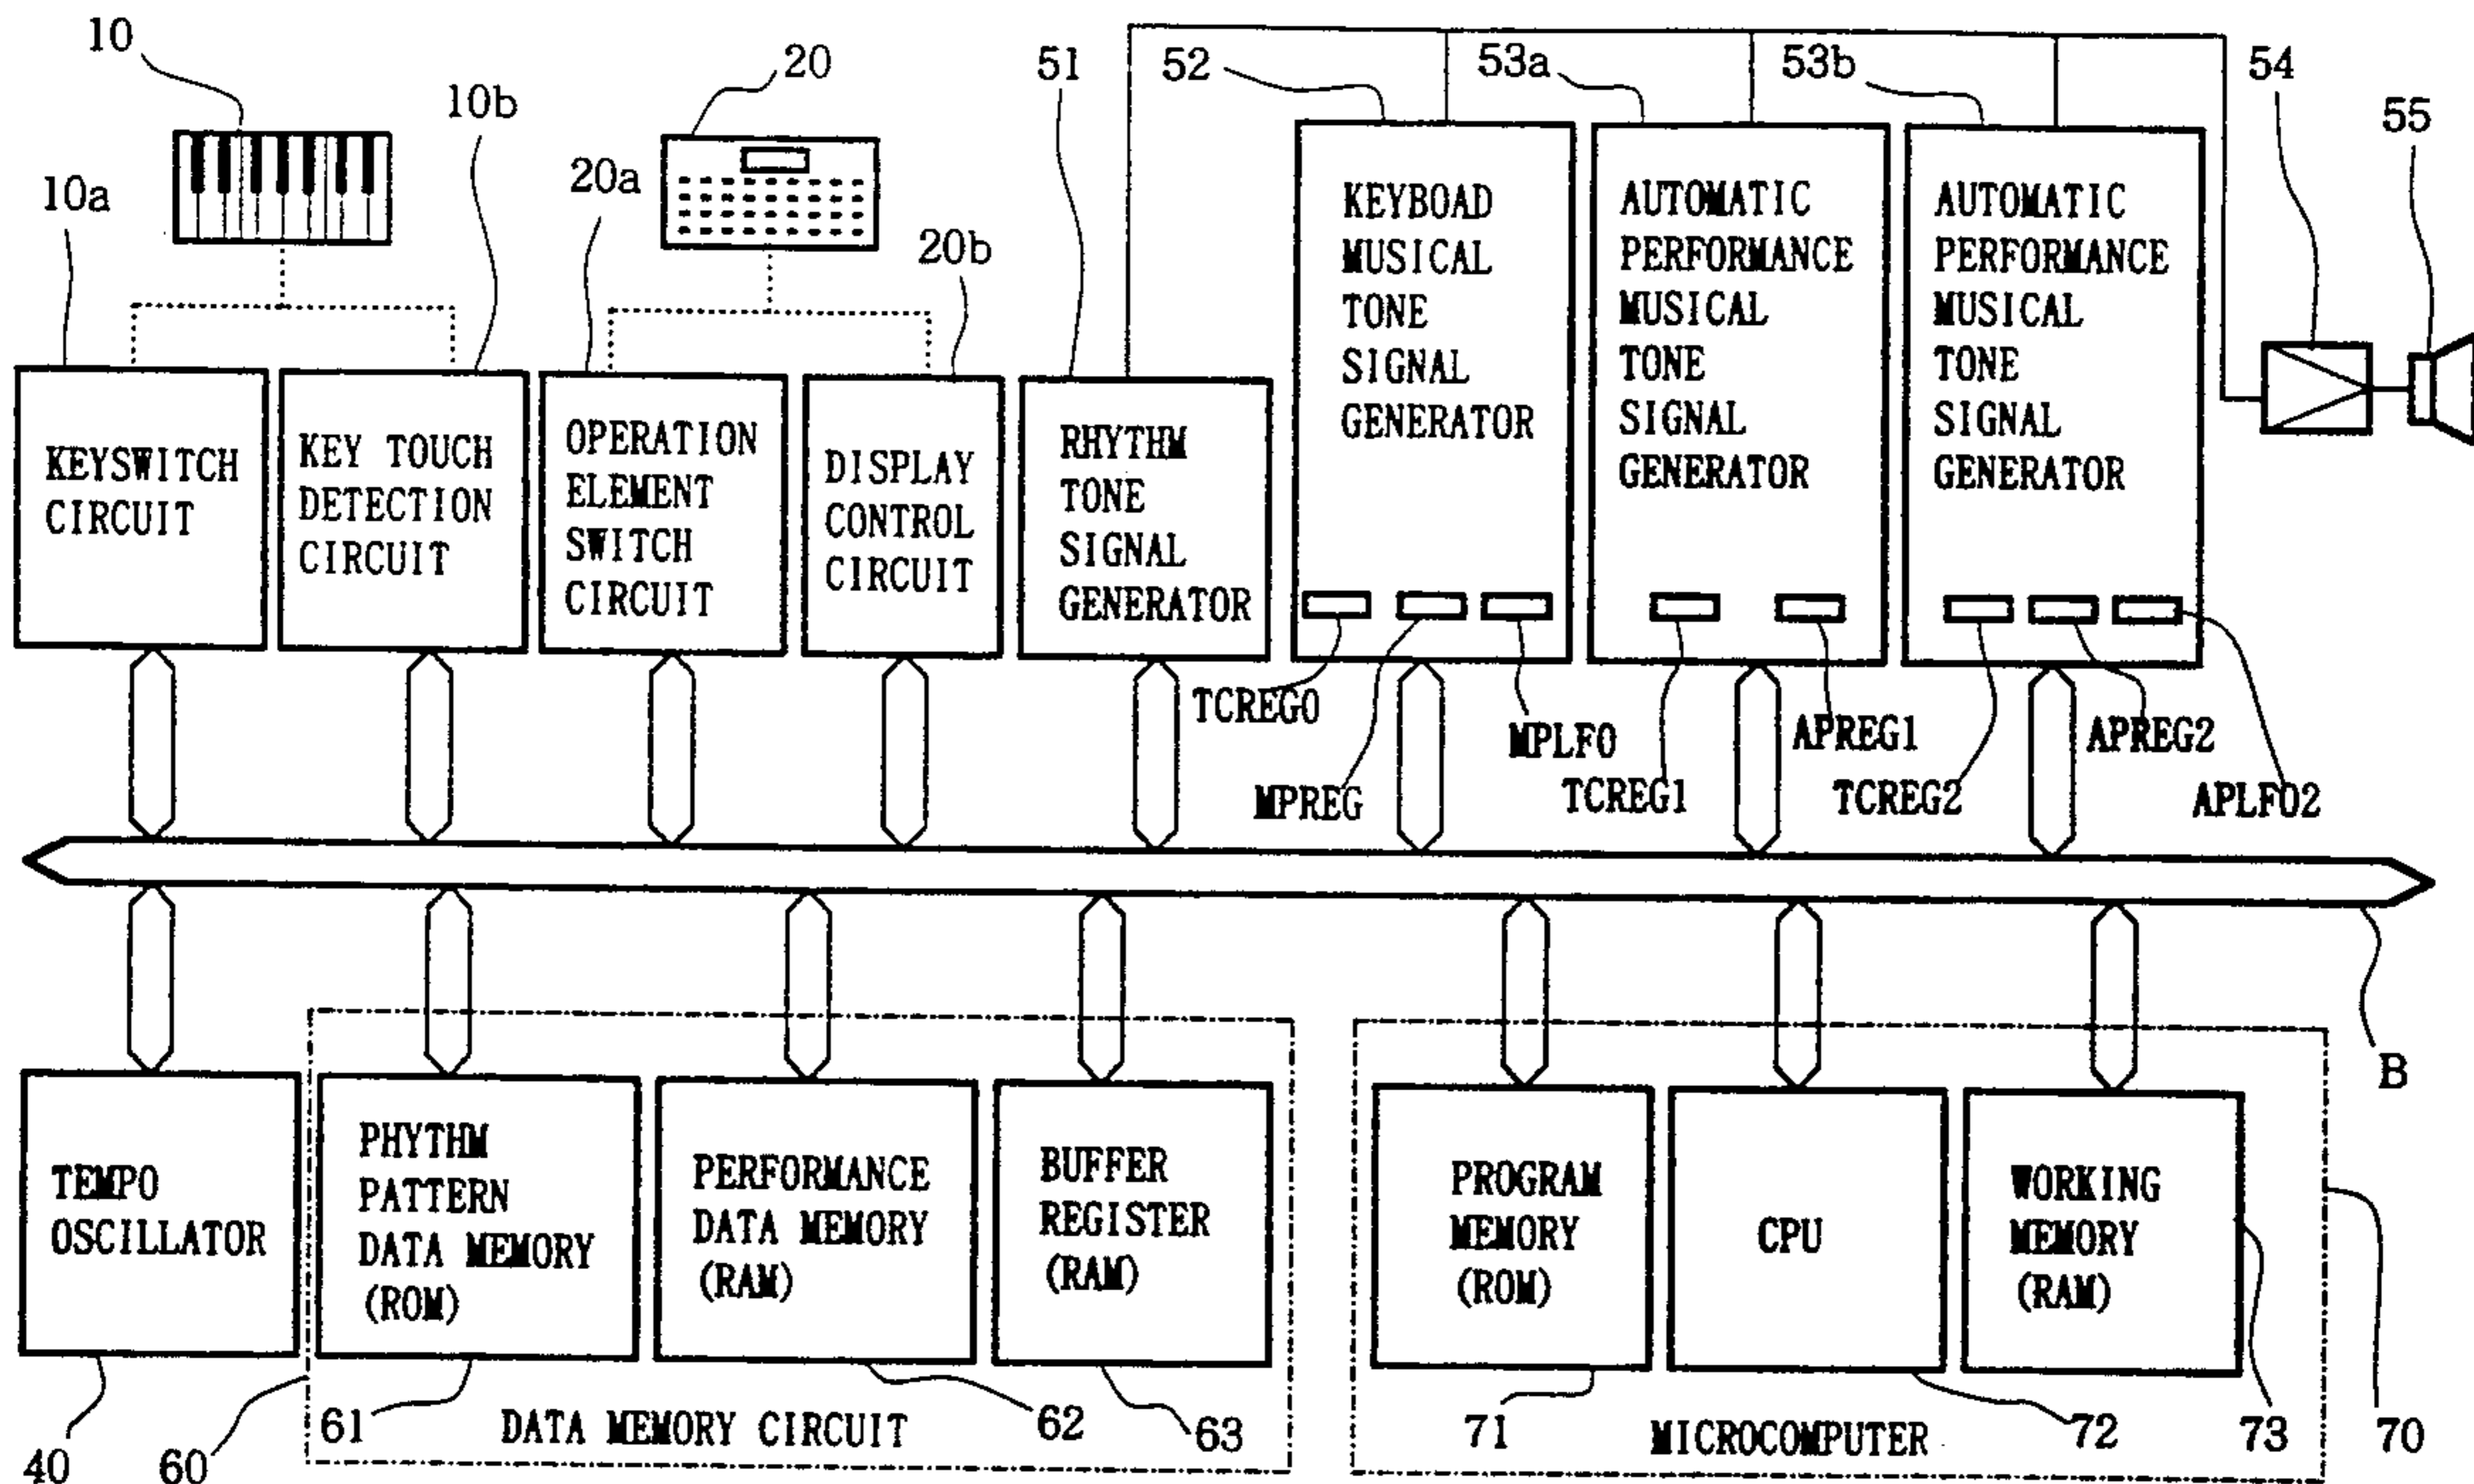 10
20
51
52
53a
53b
54
55
10a
10b
20a
20b
KEYSWITCH
CIRCUIT
KEY TOUCH
DETECTION
CIRCUIT
OPERATION
ELEMENT
SWITCH
CIRCUIT
DISPLAY
CONTROL
CIRCUIT
RHYTHM
TONE
SIGNAL
GENERATOR
KEYBOAD
MUSICAL
TONE
SIGNAL
GENERATOR
AUTOMATIC
PERFORMANCE
MUSICAL
TONE
SIGNAL
GENERATOR
AUTOMATIC
PERFORMANCE
MUSICAL
TONE
SIGNAL
GENERATOR
TCREG0
MPREG
MPLFO
TCREG1
APREG1
TCREG2
APREG2
APLFO2
B
TEMPO
OSCILLATOR
PHYTHM
PATTERN
DATA MEMORY
(ROM)
PERFORMANCE
DATA MEMORY
(RAM)
BUFFER
REGISTER
(RAM)
PROGRAM
MEMORY
(ROM)
CPU
WORKING
MEMORY
(RAM)
40
60
61
DATA MEMORY CIRCUIT
62
63
71
MICROCOMPUTER
72
73
70